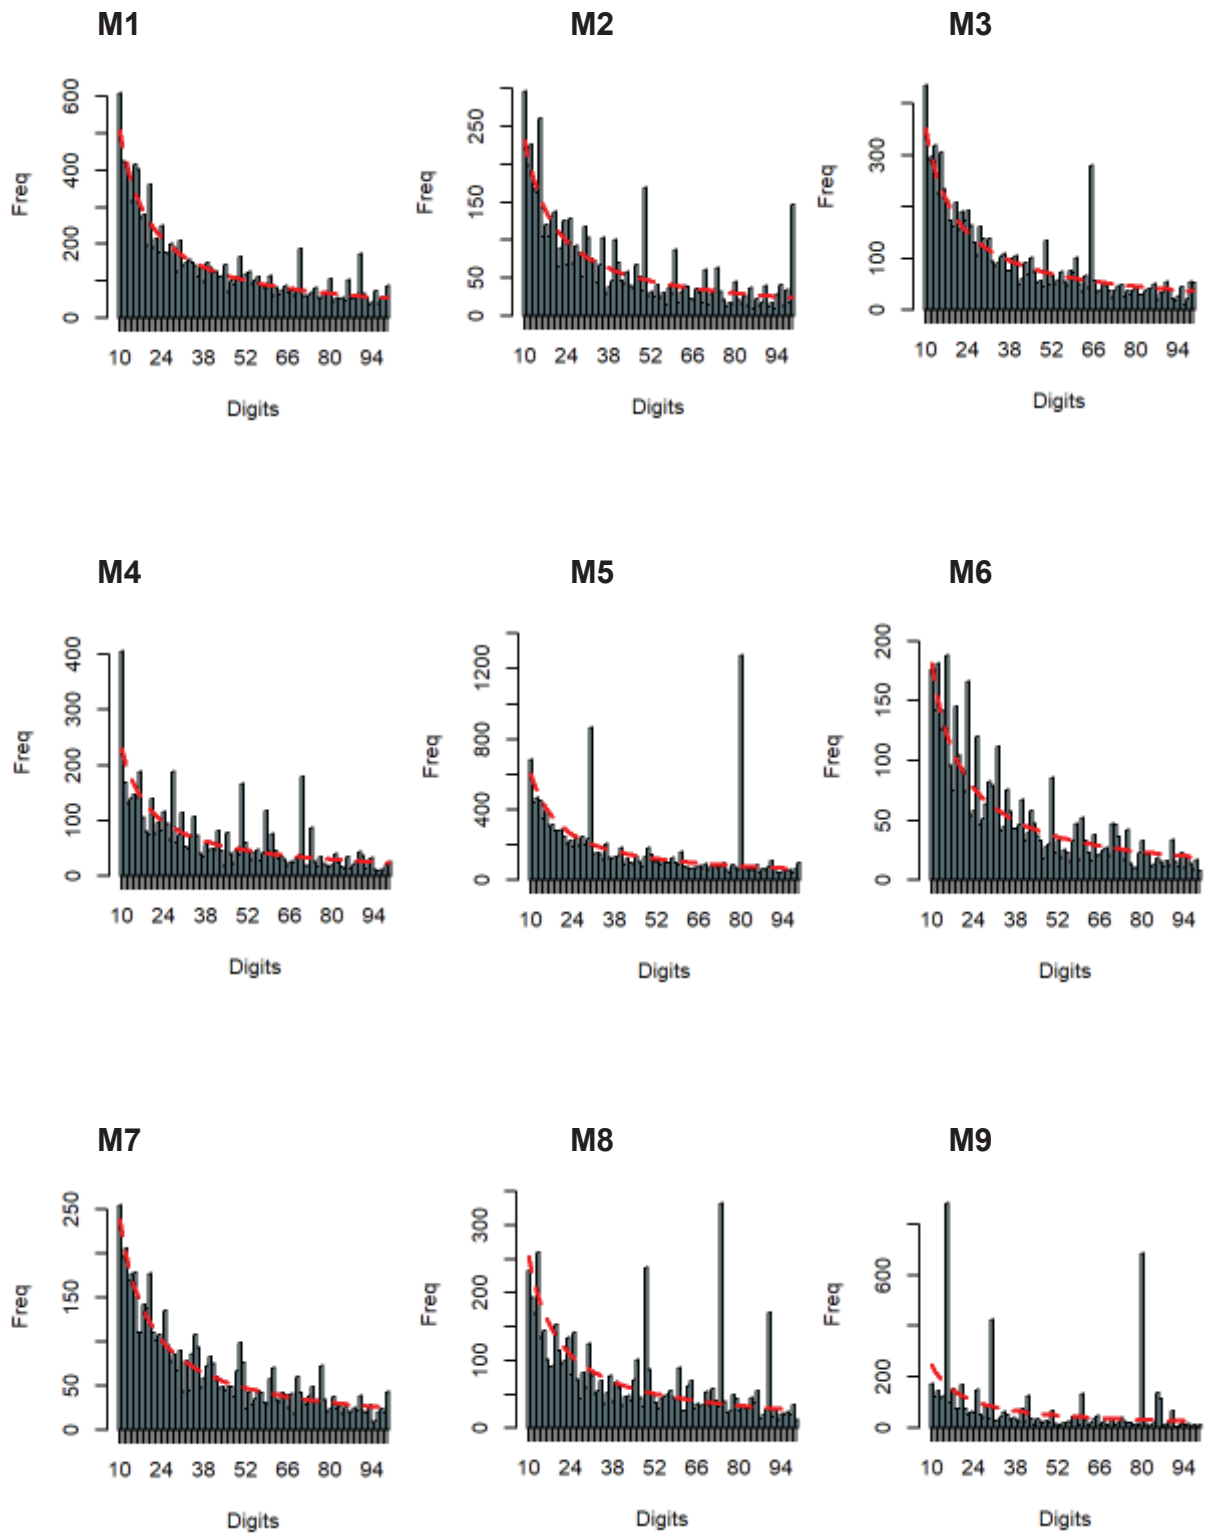 M1 M2 M3
Freq
0 200 400 600
10 24 38 52 66 80 94
Digits
Freq
0 50 150 250
10 24 38 52 66 80 94
Digits
Freq
0 100 300
10 24 38 52 66 80 94
Digits
M4 M5 M6
Freq
0 100 200 300 400
10 24 38 52 66 80 94
Digits
Freq
0 400 800 1200
10 24 38 52 66 80 94
Digits
Freq
0 50 100 150 200
10 24 38 52 66 80 94
Digits
M7 M8 M9
Freq
0 50 150 250
10 24 38 52 66 80 94
Digits
Freq
0 100 200 300
10 24 38 52 66 80 94
Digits
Freq
0 200 600
10 24 38 52 66 80 94
Digits